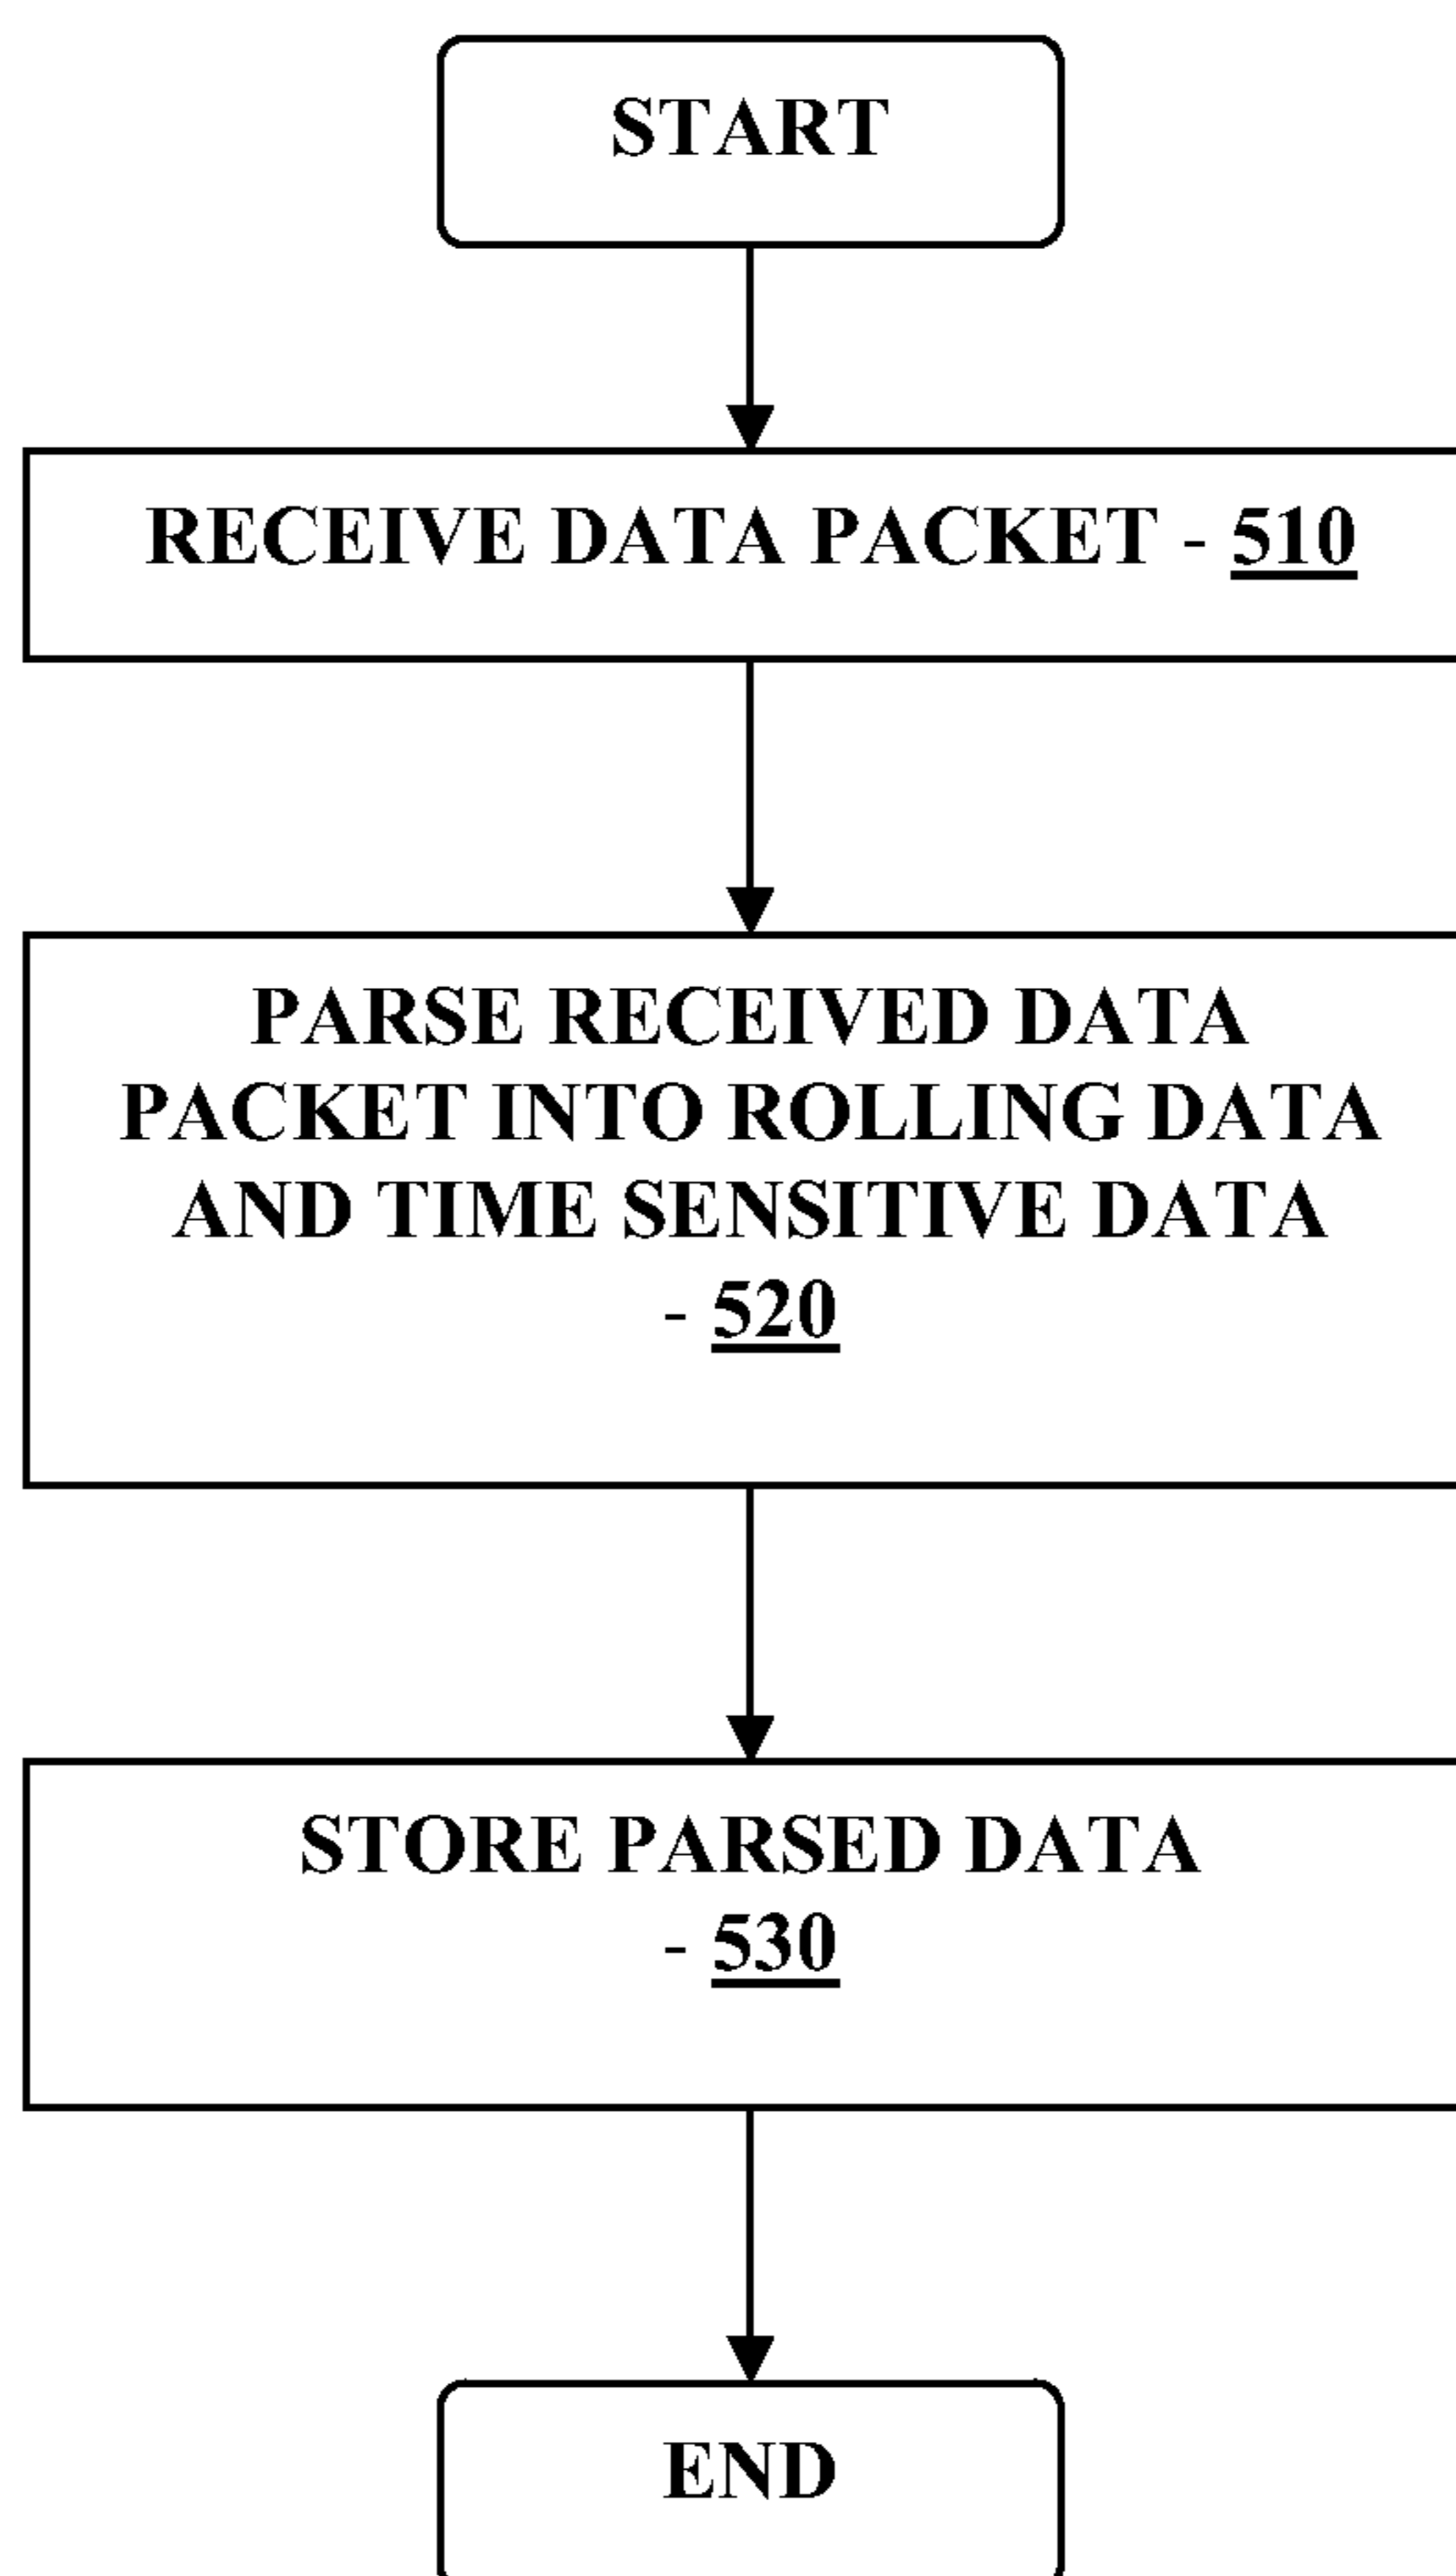 START
RECEIVE DATA PACKET - 510
PARSE RECEIVED DATA
PACKET INTO ROLLING DATA
AND TIME SENSITIVE DATA
- 520
STORE PARSED DATA
- 530
END